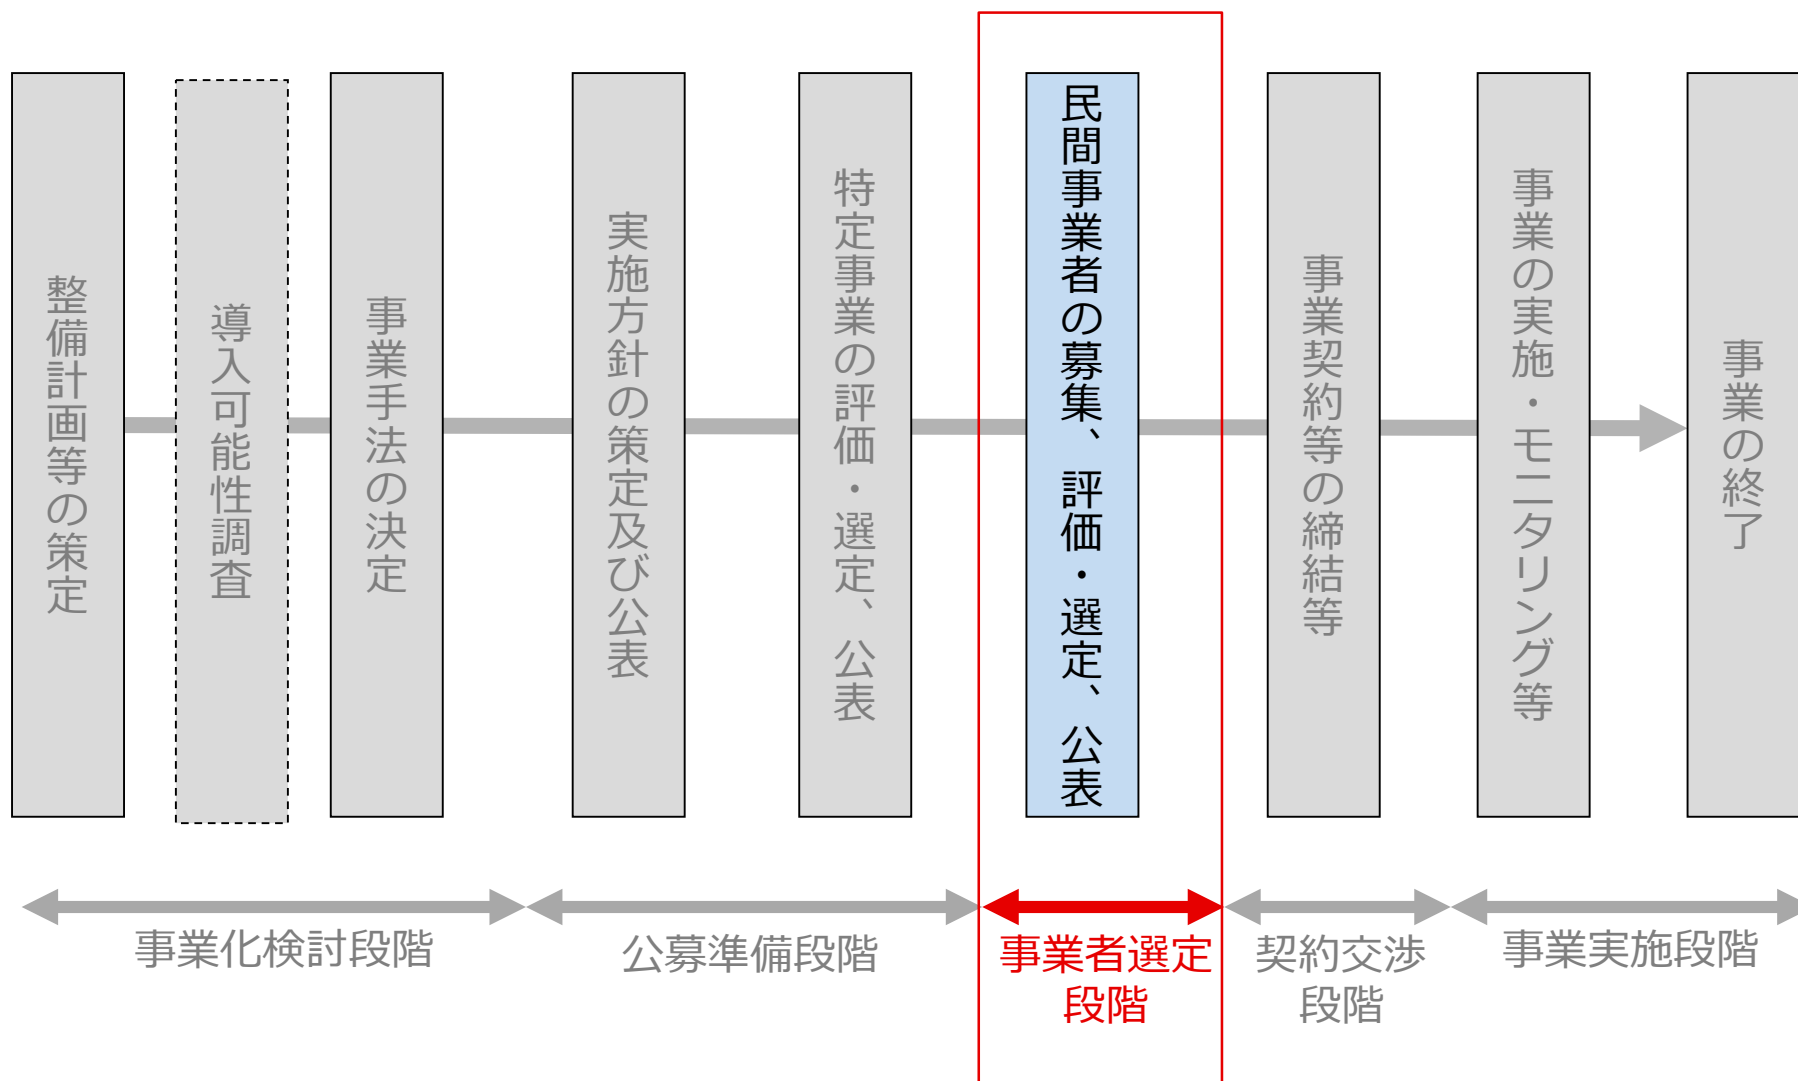 整備計画等の策定
導入可能性調査
事業手法の決定
実施方針の策定及び公表
特定事業の評価・選定、公表
民間事業者の募集、評価・選定、公表
事業契約等の締結等
事業の実施・モニタリング等
事業の終了
事業化検討段階
公募準備段階
事業者選定
段階
契約交渉
段階
事業実施段階